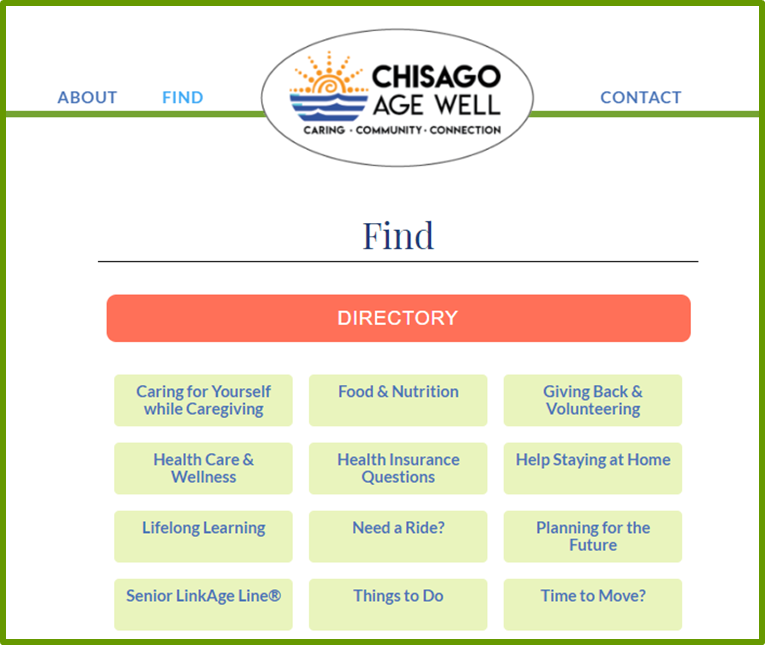 ABOUT
FIND
CHISAGO
AGE WELL
CARING · COMMUNITY · CONNECTION
CONTACT
Find
DIRECTORY
Caring for Yourself
while Caregiving
Food & Nutrition
Giving Back &
Volunteering
Health Care &
Wellness
Health Insurance
Questions
Help Staying at Home
Lifelong Learning
Need a Ride?
Planning for the
Future
Senior LinkAge Line®
Things to Do
Time to Move?